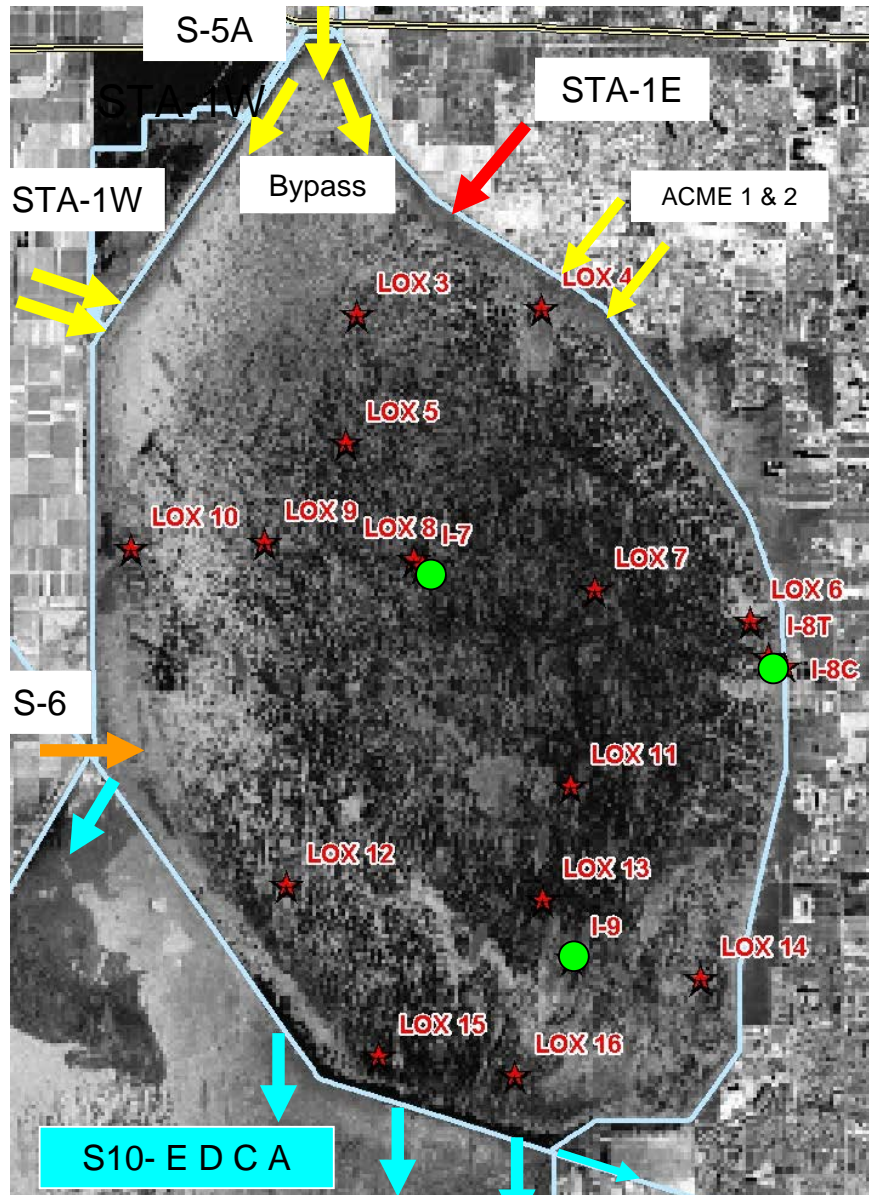 S-5A
STA-1W
STA-1E
Bypass
STA-1W
ACME 1 & 2
LOX 3
LOX 4
LOX 5
LOX 10
LOX 9
LOX 8
I-7
LOX 7
LOX 6
I-8T
I-8C
S-6
LOX 11
LOX 12
LOX 13
I-9
LOX 14
LOX 15
LOX 16
S10- E D C A